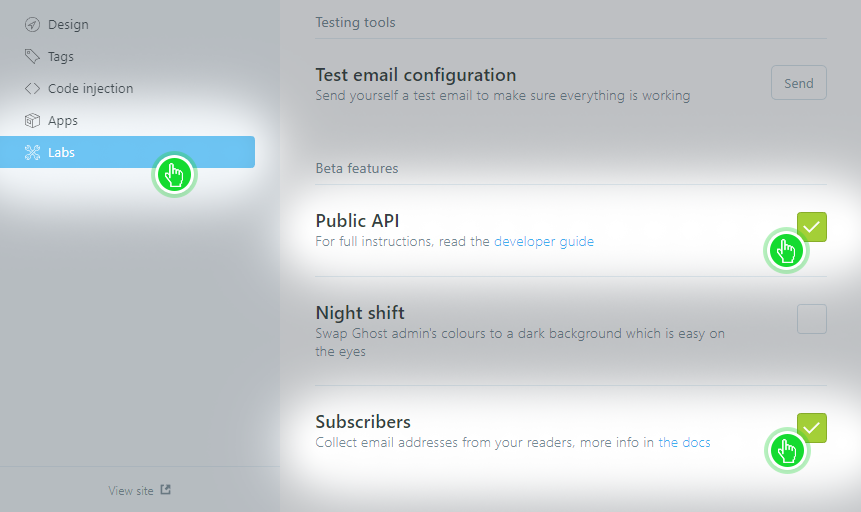 Design
Tags
Code injection
Apps
Labs
View site
Testing tools
Test email configuration
Send yourself a test email to make sure everything is working
Send
Beta features
Public API
For full instructions, read the developer guide
Night shift
Swap Ghost admin's colours to a dark background which is easy on
the eyes
Subscribers
Collect email addresses from your readers, more info in the docs